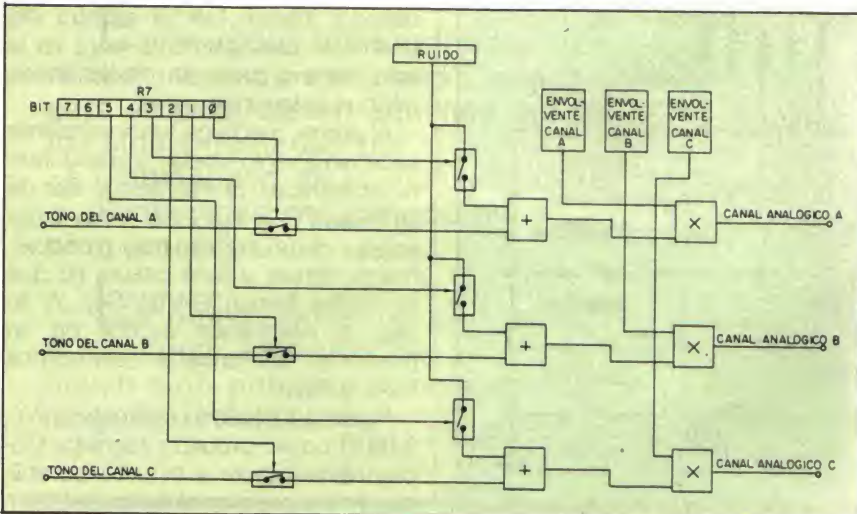 RUIDO
R7
BIT 7 6 5 4 3 2 1 0
ENVOL-
VENTE
CANAL
A
ENVOL-
VENTE
CANAL
B
ENVOL-
VENTE
CANAL
C
TONO DEL CANAL A
+
×
CANAL ANALOGICO A
TONO DEL CANAL B
+
×
CANAL ANALOGICO B
TONO DEL CANAL C
+
×
CANAL ANALOGICO C